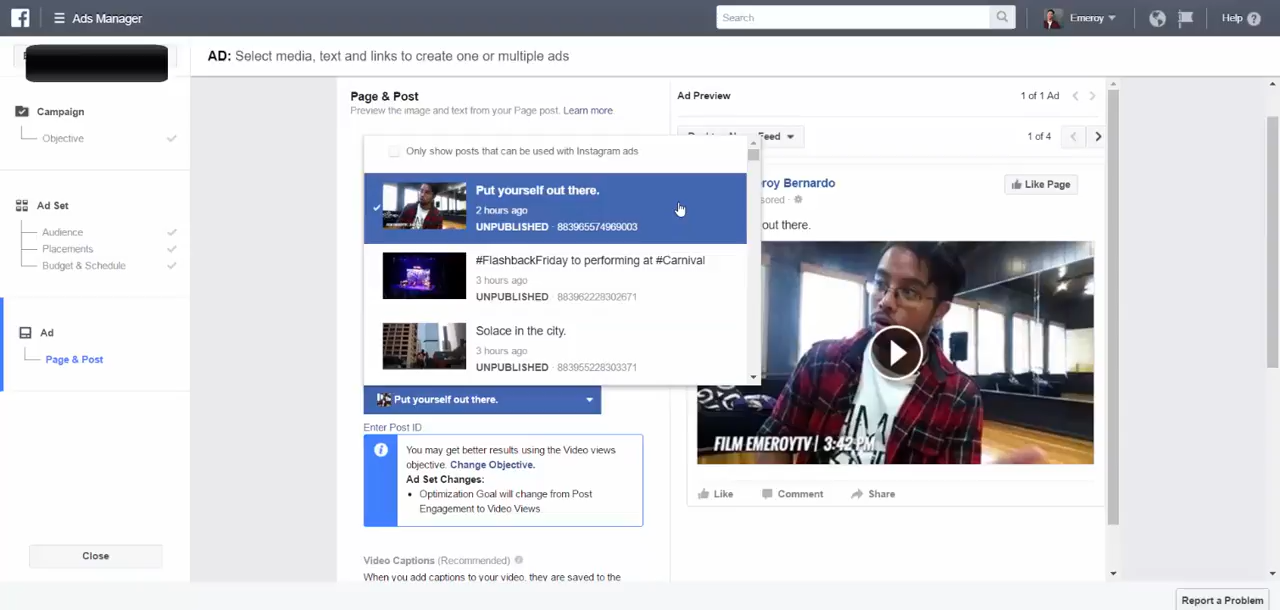 Ads Manager
Search
Emeroy
Help
AD: Select media, text and links to create one or multiple ads
Campaign
Objective
Ad Set
Audience
Placements
Budget & Schedule
Ad
Page & Post
Close
Page & Post
Preview the image and text from your Page post. Learn more
Only show posts that can be used with Instagram ads
Put yourself out there.
2 hours ago
UNPUBLISHED · 883965574969003
#FlashbackFriday to performing at #Carnival
3 hours ago
UNPUBLISHED · 883962228302671
Solace in the city.
3 hours ago
UNPUBLISHED · 883955228303371
Put yourself out there.
Enter Post ID
You may get better results using the Video views
objective. Change Objective.
Ad Set Changes:
• Optimization Goal will change from Post
Engagement to Video Views
Video Captions (Recommended)
When you add captions to your video, they are saved to the
Ad Preview
1 of 1 Ad
Feed
1 of 4
roy Bernardo
sored ·
Like Page
out there.
FILM EMEROYTV | 3:42 PM
Like
Comment
Share
Report a Problem